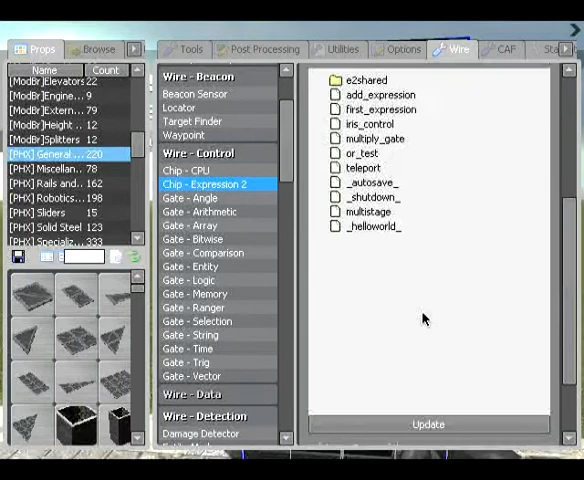 Props
Browse
Tools
Post Processing
Utilities
Options
Wire
CAF
Name
Count
[ModBr]Elevators 22
[ModBr]Engine... 9
[ModBr]Extern... 79
[ModBr]Height ... 12
[ModBr]Splitters 12
[PHX] General ... 220
[PHX] Miscellan... 78
[PHX] Rails and... 162
[PHX] Robotics... 198
[PHX] Sliders 15
[PHX] Solid Steel 123
[PHX] Specializ... 333
Wire - Beacon
Beacon Sensor
Locator
Target Finder
Waypoint
Wire - Control
Chip - CPU
Chip - Expression 2
Gate - Angle
Gate - Arithmetic
Gate - Array
Gate - Bitwise
Gate - Comparison
Gate - Entity
Gate - Logic
Gate - Memory
Gate - Ranger
Gate - Selection
Gate - String
Gate - Time
Gate - Trig
Gate - Vector
Wire - Data
Wire - Detection
Damage Detector
e2shared
add_expression
first_expression
iris_control
multiply_gate
or_test
teleport
_autosave_
_shutdown_
multistage
_helloworld_
Update